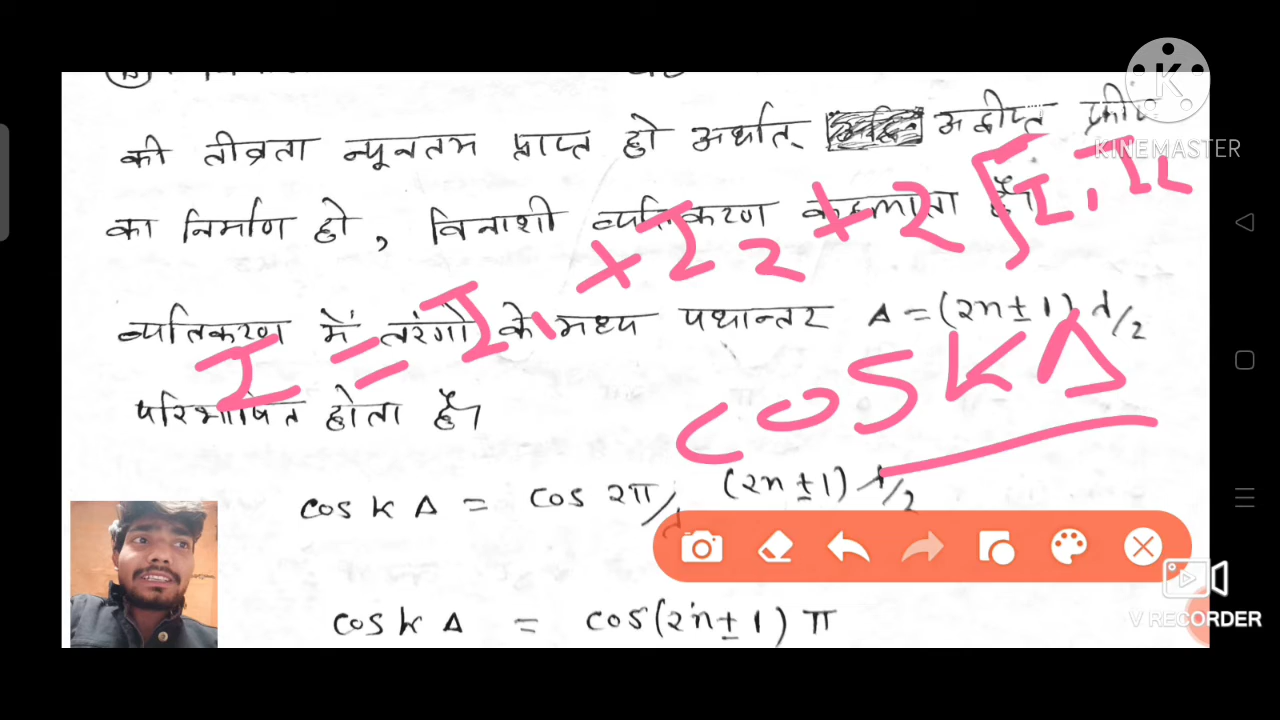 की तीव्रता न्यूनतम प्राप्त हो अर्थात् अदीप्त
का निर्माण हो, विनाशी व्यतिकरण कहलाता है।
व्यतिकरण में तरंगो के मध्य पथान्तर Δ = (2n ± 1) λ/2
परिभाषित होता है।
I = I₁ + I₂ + 2√I₁I₂
cos kΔ
cos k Δ = cos 2π/λ (2n ± 1) λ/2
cos k Δ = cos(2n ± 1) π
K
KINEMASTER
V RECORDER